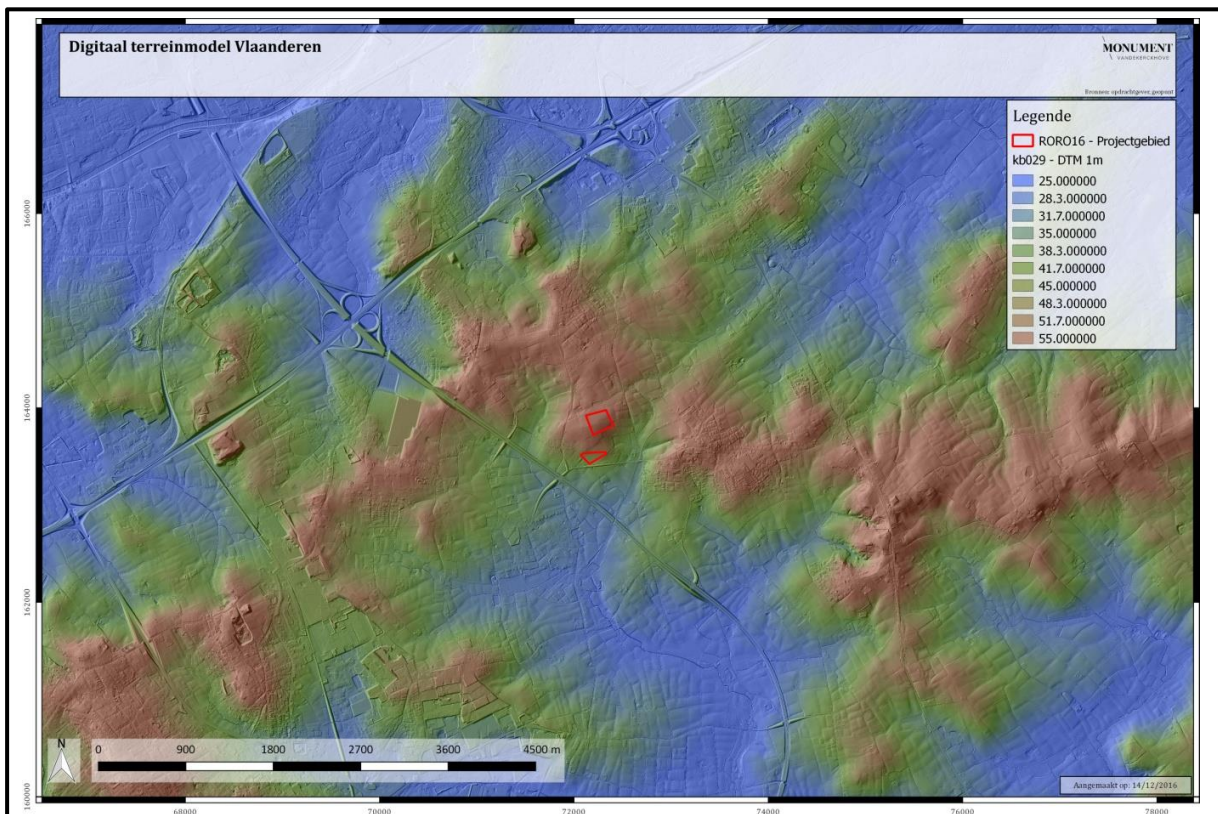 Digitaal terreinmodel Vlaanderen
MONUMENT
VANDEKERCKHOVE
Bronnen: opdrachtgever, geopunt
Legende
RORO16 - Projectgebied
kb029 - DTM 1m
25.000000
28.3.000000
31.7.000000
35.000000
38.3.000000
41.7.000000
45.000000
48.3.000000
51.7.000000
55.000000
166000
164000
162000
160000
N
0 900 1800 2700 3600 4500 m
Aangemaakt op: 14/12/2016
68000 70000 72000 74000 76000 78000